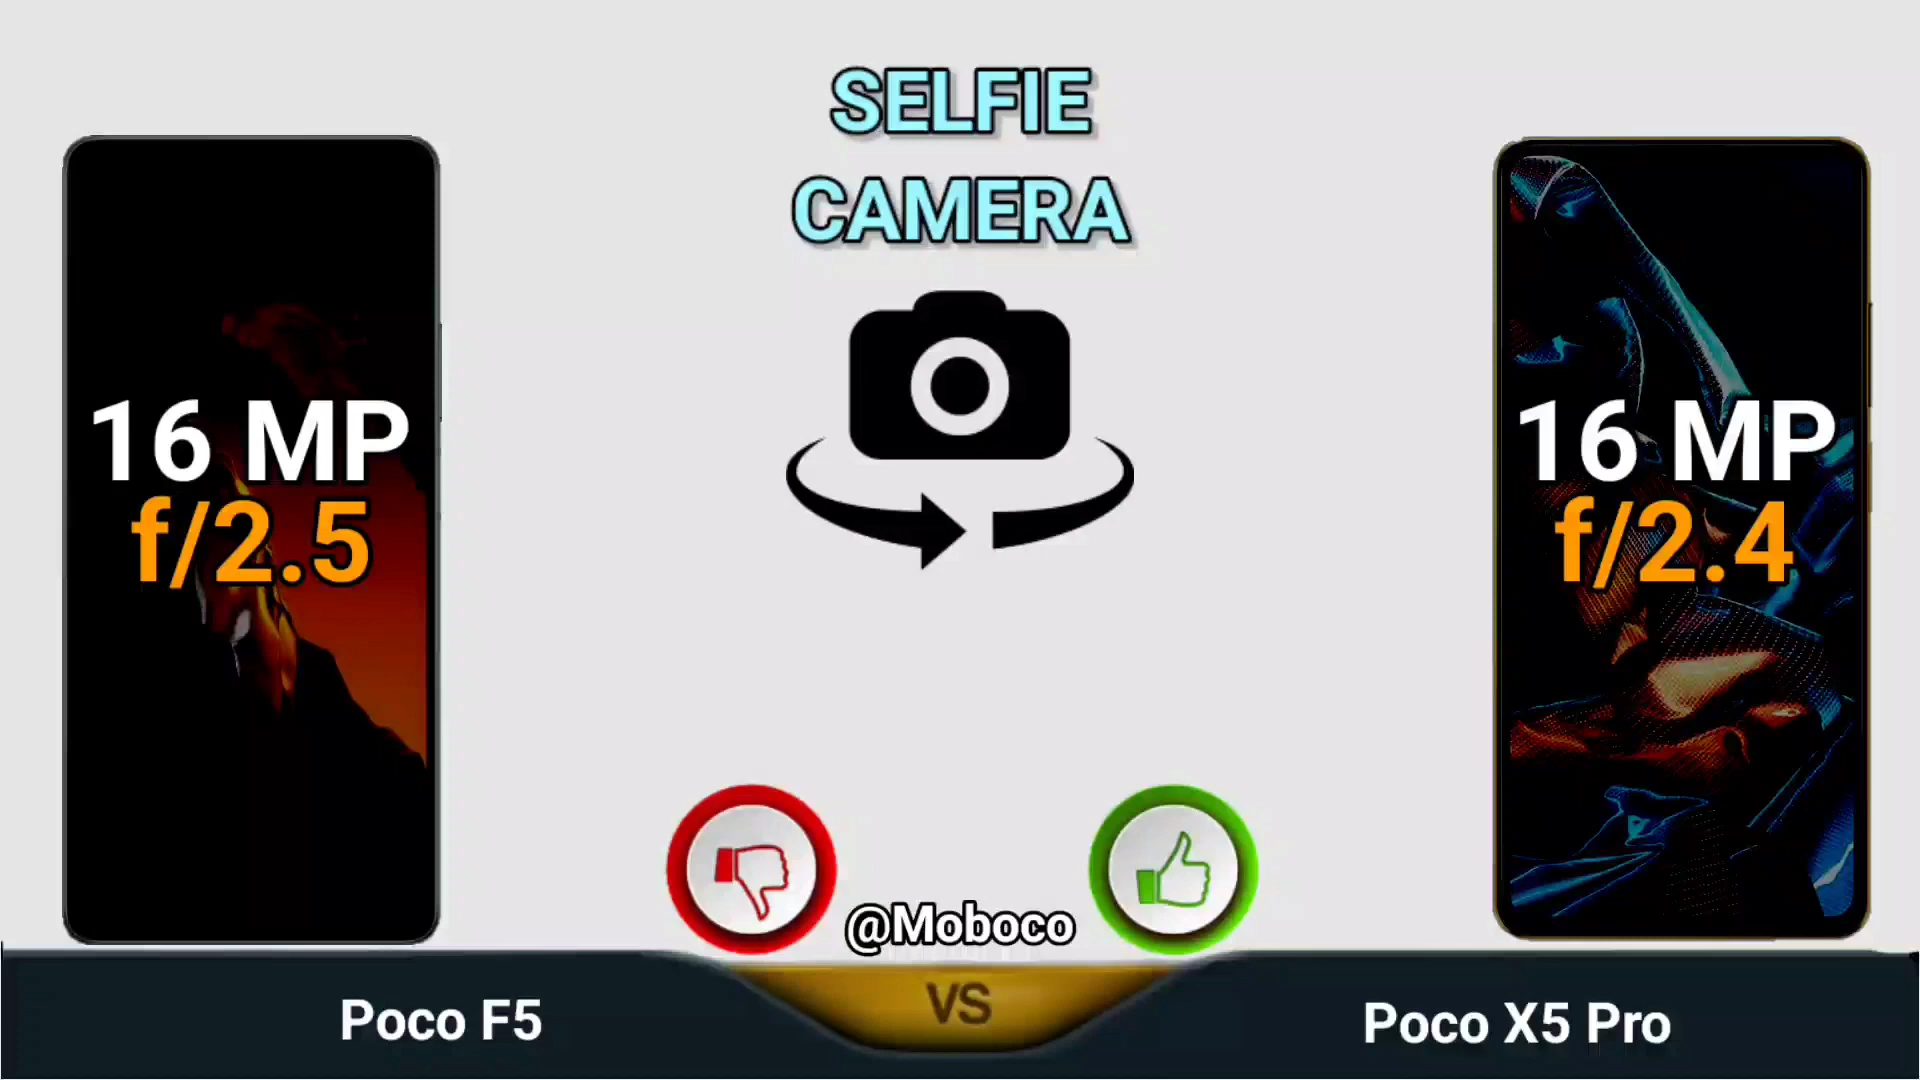 SELFIE
CAMERA
16 MP
f/2.5
16 MP
f/2.4
@Moboco
Poco F5
VS
Poco X5 Pro